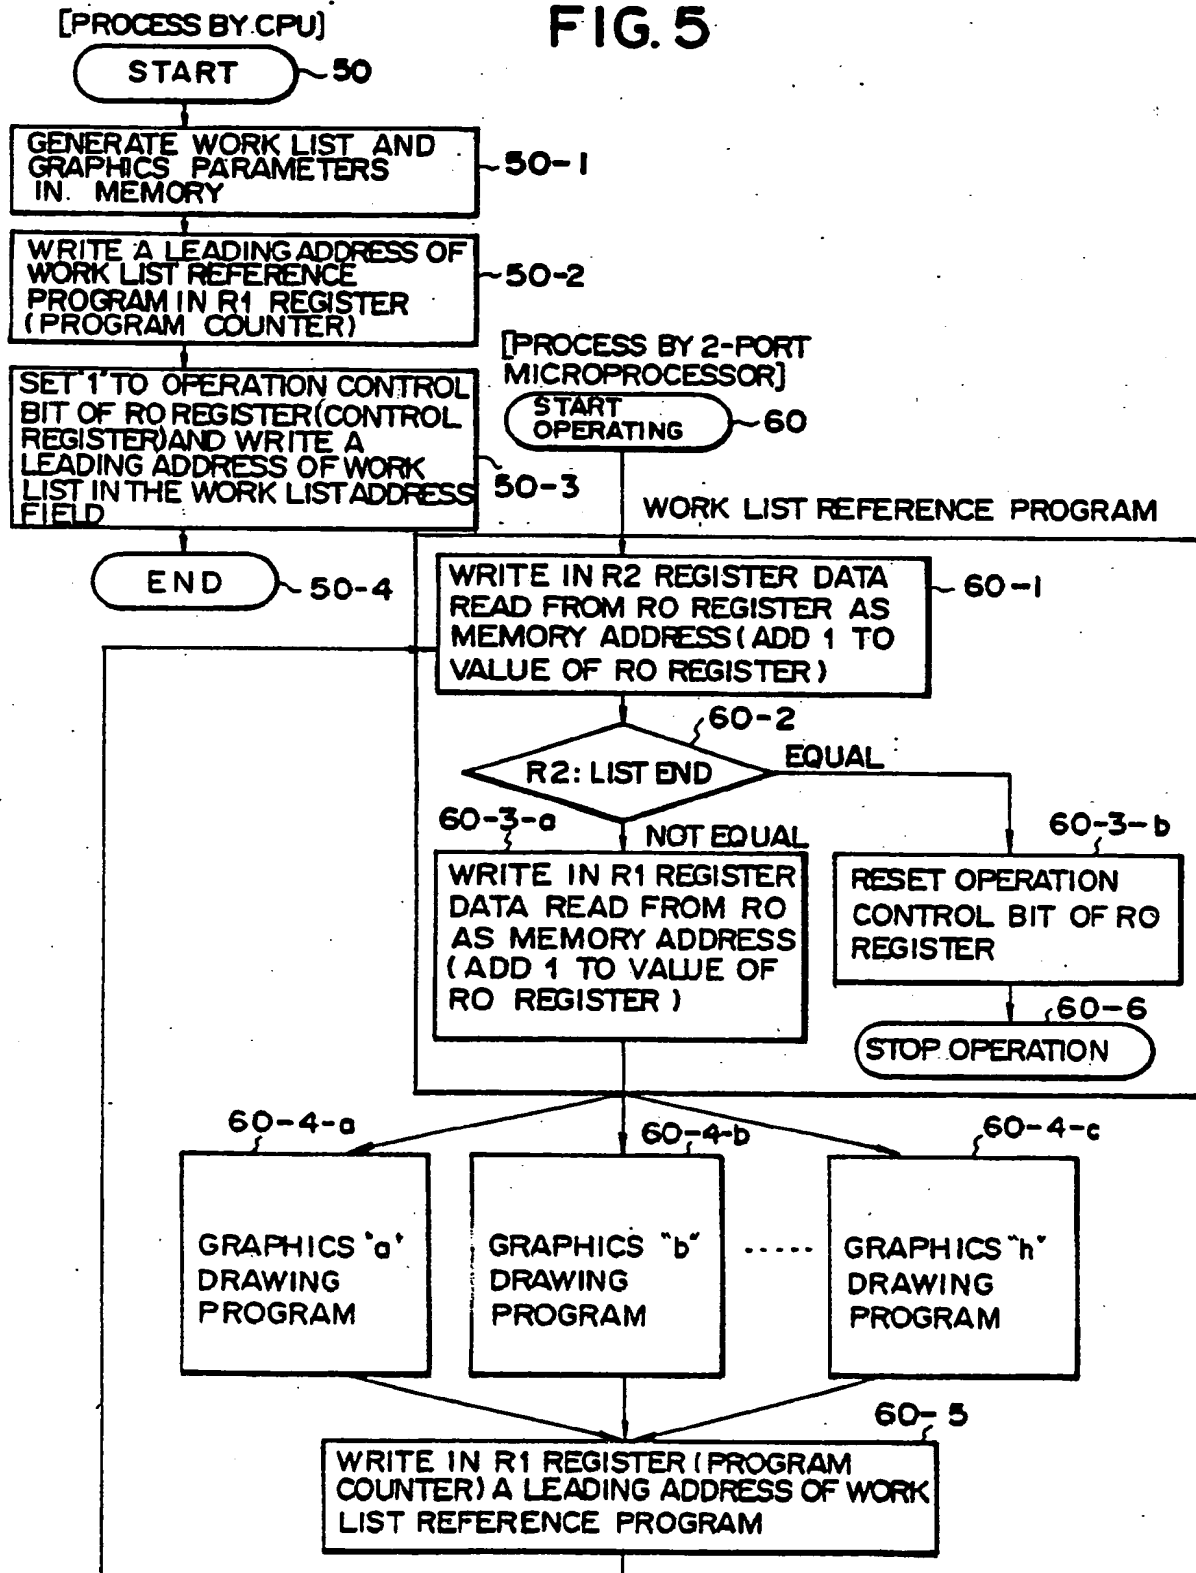 FIG. 5
[PROCESS BY CPU]
START
50
GENERATE WORK LIST AND
GRAPHICS PARAMETERS
IN. MEMORY
50-1
WRITE A LEADING ADDRESS OF
WORK LIST REFERENCE
PROGRAM IN R1 REGISTER
(PROGRAM COUNTER)
50-2
SET "1" TO OPERATION CONTROL
BIT OF RO REGISTER(CONTROL
REGISTER)AND WRITE A
LEADING ADDRESS OF WORK
LIST IN THE WORK LIST ADDRESS
FIELD
50-3
END
50-4
[PROCESS BY 2-PORT
MICROPROCESSOR]
START
OPERATING
60
WORK LIST REFERENCE PROGRAM
WRITE IN R2 REGISTER DATA
READ FROM RO REGISTER AS
MEMORY ADDRESS (ADD 1 TO
VALUE OF RO REGISTER)
60-1
60-2
R2: LIST END
EQUAL
NOT EQUAL
60-3-a
WRITE IN R1 REGISTER
DATA READ FROM RO
AS MEMORY ADDRESS
(ADD 1 TO VALUE OF
RO REGISTER)
60-3-b
RESET OPERATION
CONTROL BIT OF RO
REGISTER
60-6
STOP OPERATION
60-4-a
GRAPHICS "a"
DRAWING
PROGRAM
60-4-b
GRAPHICS "b"
DRAWING
PROGRAM
.....
60-4-c
GRAPHICS "h"
DRAWING
PROGRAM
60-5
WRITE IN R1 REGISTER (PROGRAM
COUNTER) A LEADING ADDRESS OF WORK
LIST REFERENCE PROGRAM